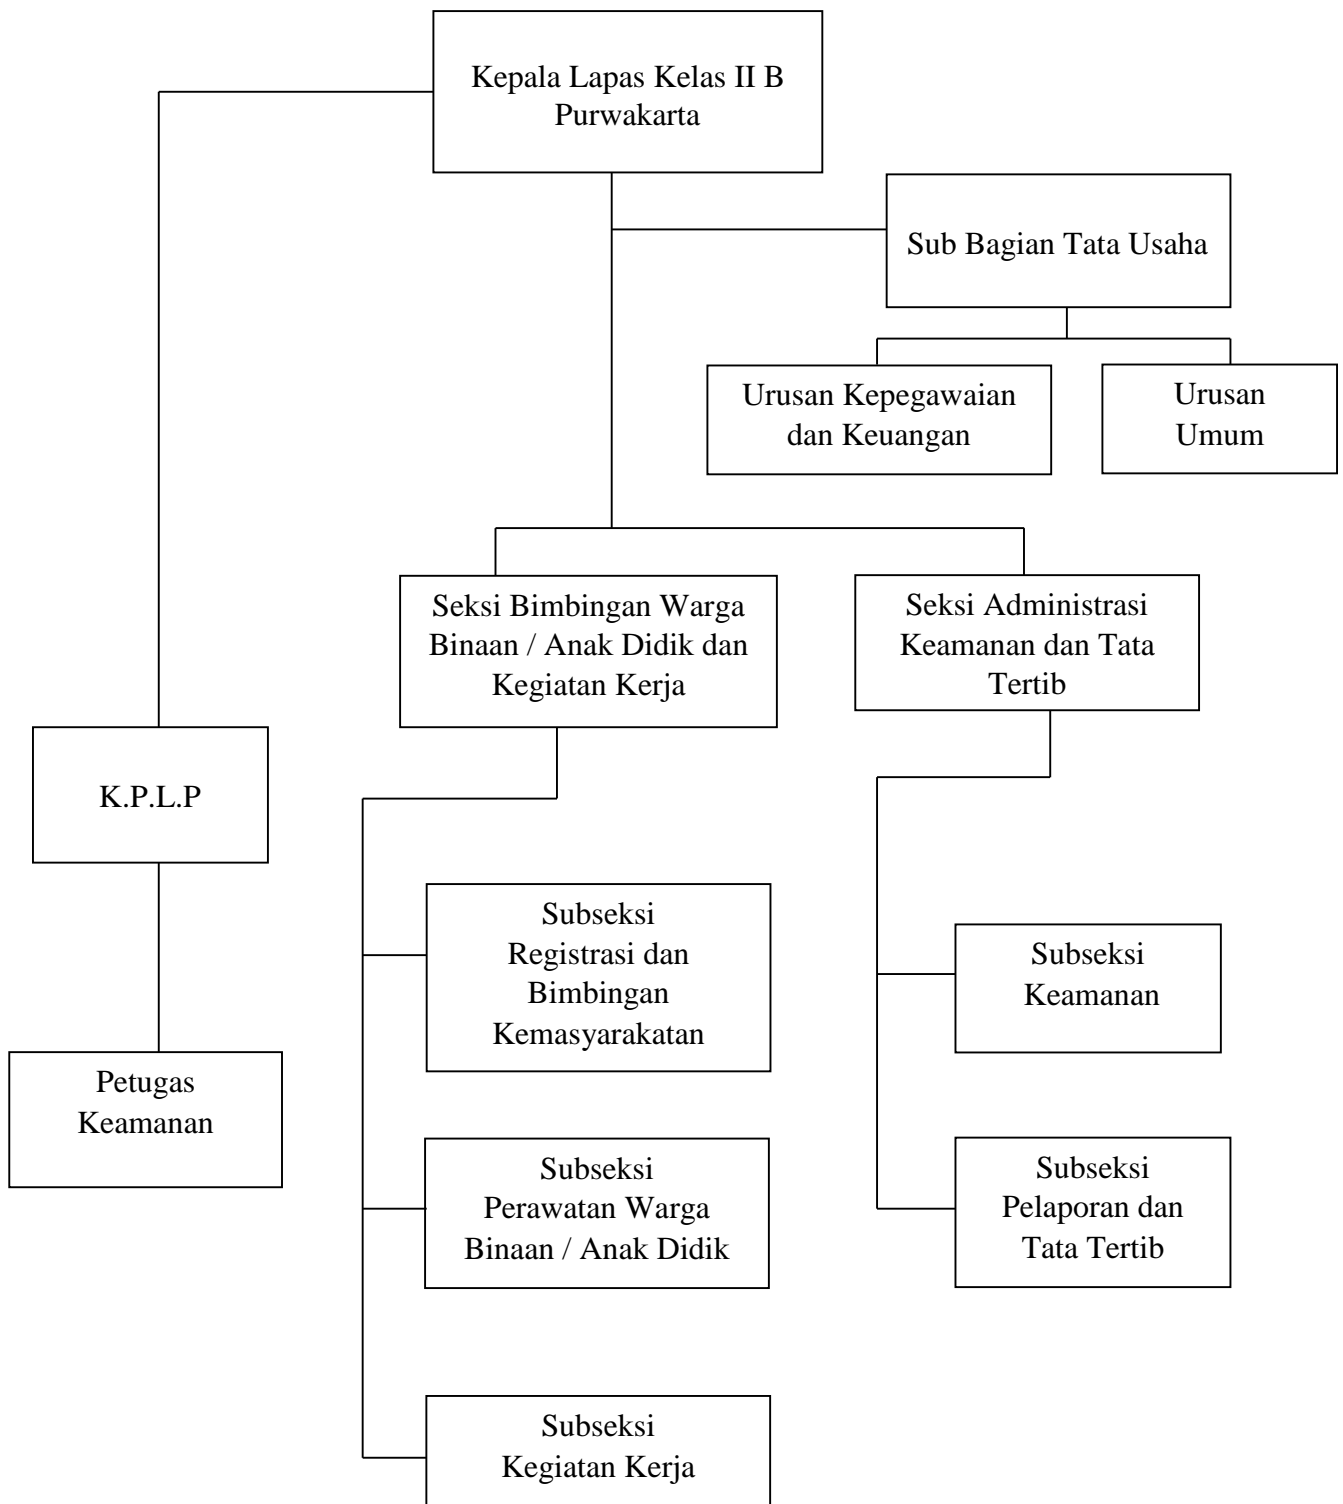 Kepala Lapas Kelas II B
Purwakarta
Sub Bagian Tata Usaha
Urusan Kepegawaian
dan Keuangan
Urusan
Umum
Seksi Bimbingan Warga
Binaan / Anak Didik dan
Kegiatan Kerja
Seksi Administrasi
Keamanan dan Tata
Tertib
K.P.L.P
Petugas
Keamanan
Subseksi
Registrasi dan
Bimbingan
Kemasyarakatan
Subseksi
Perawatan Warga
Binaan / Anak Didik
Subseksi
Kegiatan Kerja
Subseksi
Keamanan
Subseksi
Pelaporan dan
Tata Tertib